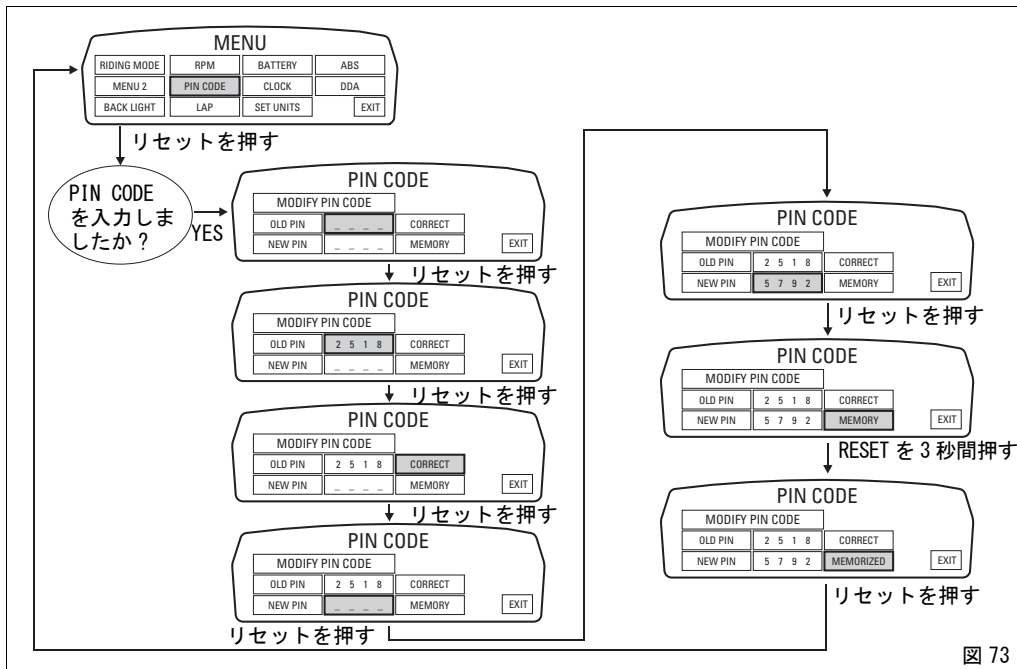 MENU
RIDING MODE RPM BATTERY ABS
MENU 2 PIN CODE CLOCK DDA
BACK LIGHT LAP SET UNITS EXIT
リセットを押す
PIN CODE
を入力しま
したか？
YES
PIN CODE
MODIFY PIN CODE
OLD PIN _ _ _ _ CORRECT
NEW PIN _ _ _ _ MEMORY EXIT
リセットを押す
PIN CODE
MODIFY PIN CODE
OLD PIN 2 5 1 8 CORRECT
NEW PIN _ _ _ _ MEMORY EXIT
リセットを押す
PIN CODE
MODIFY PIN CODE
OLD PIN 2 5 1 8 CORRECT
NEW PIN _ _ _ _ MEMORY EXIT
リセットを押す
PIN CODE
MODIFY PIN CODE
OLD PIN 2 5 1 8 CORRECT
NEW PIN _ _ _ _ MEMORY EXIT
リセットを押す
PIN CODE
MODIFY PIN CODE
OLD PIN 2 5 1 8 CORRECT
NEW PIN 5 7 9 2 MEMORY EXIT
リセットを押す
PIN CODE
MODIFY PIN CODE
OLD PIN 2 5 1 8 CORRECT
NEW PIN 5 7 9 2 MEMORY EXIT
RESET を 3 秒間押す
PIN CODE
MODIFY PIN CODE
OLD PIN 2 5 1 8 CORRECT
NEW PIN 5 7 9 2 MEMORIZED EXIT
リセットを押す
図 73